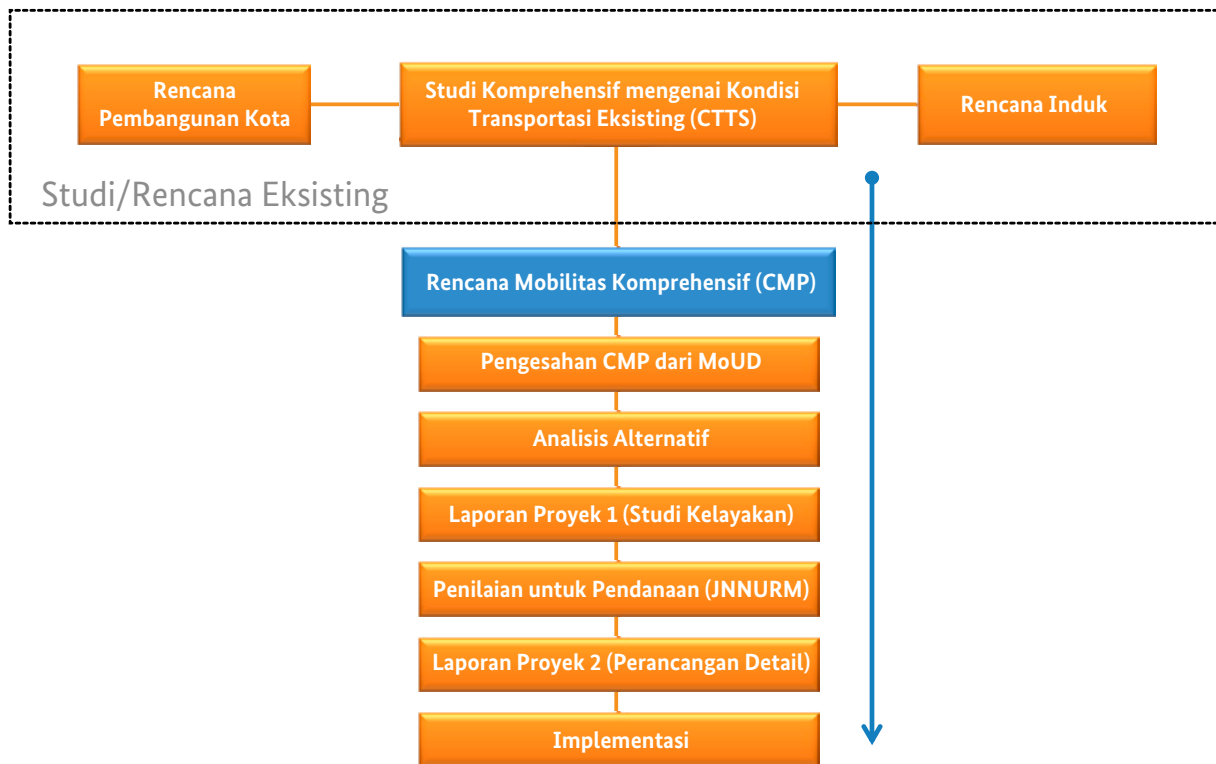 Rencana
Pembangunan Kota
Studi Komprehensif mengenai Kondisi
Transportasi Eksisting (CTTS)
Rencana Induk
Studi/Rencana Eksisting
Rencana Mobilitas Komprehensif (CMP)
Pengesahan CMP dari MoUD
Analisis Alternatif
Laporan Proyek 1 (Studi Kelayakan)
Penilaian untuk Pendanaan (JNNURM)
Laporan Proyek 2 (Perancangan Detail)
Implementasi